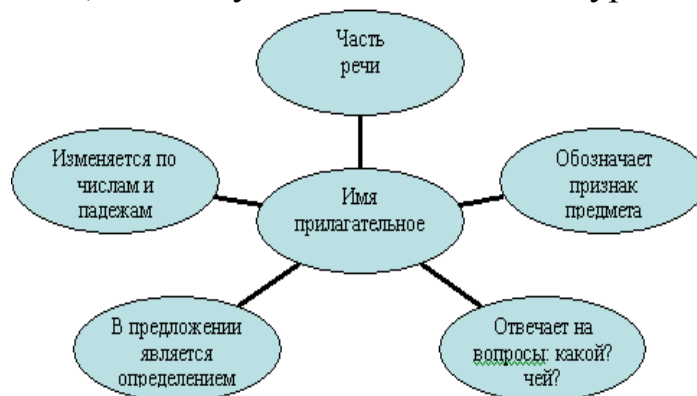 Часть
речи
Изменяется по
числам и
падежам
Обозначает
признак
предмета
Имя
прилагательное
В предложении
является
определением
Отвечает на
вопросы: какой?
чей?